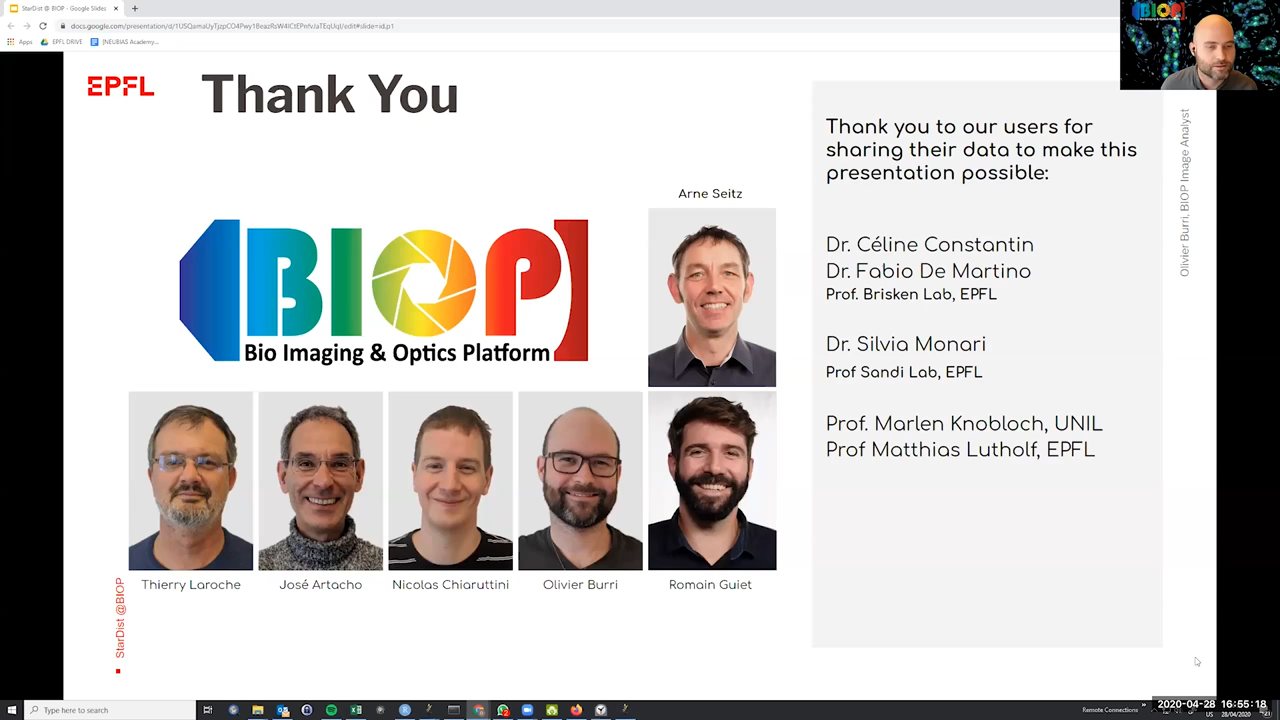 StarDist @ BIOP - Google Slides
Apps
EPFL DRIVE
[NEUBIAS Academy...
EPFL
Thank You
BIOP
Bio Imaging & Optics Platform
Arne Seitz
Thierry Laroche
José Artacho
Nicolas Chiaruttini
Olivier Burri
Romain Guiet
StarDist @BIOP
Thank you to our users for
sharing their data to make this
presentation possible:
Dr. Céline Constantin
Dr. Fabio De Martino
Prof. Brisken Lab, EPFL
Dr. Silvia Monari
Prof Sandi Lab, EPFL
Prof. Marlen Knobloch, UNIL
Prof Matthias Lutholf, EPFL
Olivier Burri, BIOP Image Analyst
BIOP
Type here to search
Remote Connections
2020-04-28 16:55:18
28/04/2020